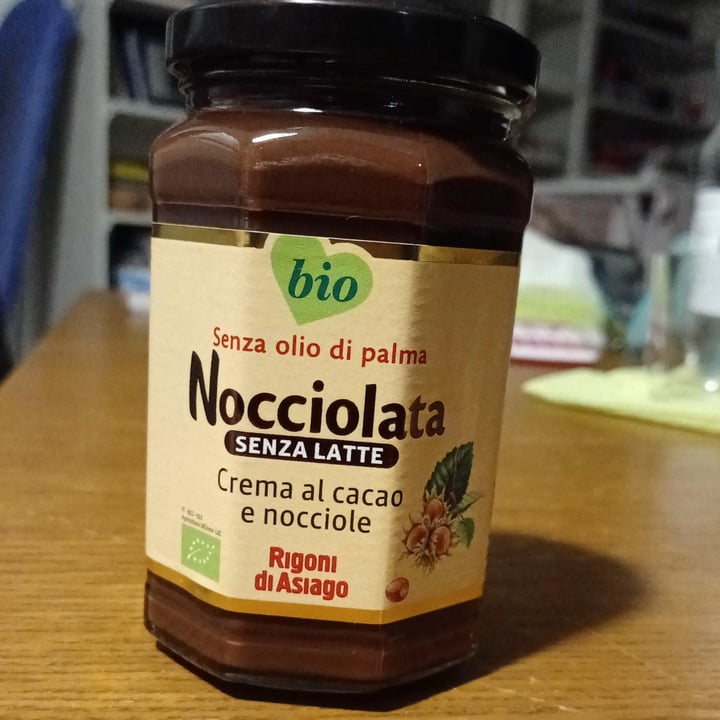 bio
Senza olio di palma
Nocciolata
SENZA LATTE
Crema al cacao
e nocciole
Rigoni
di Asiago